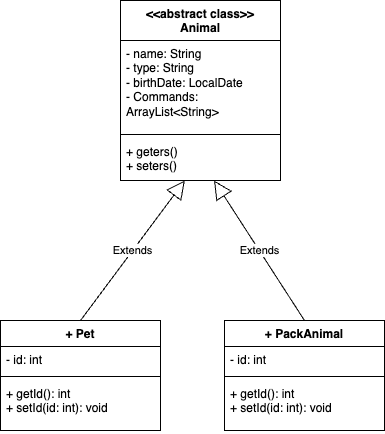 <<abstract class>>
Animal
- name: String
- type: String
- birthDate: LocalDate
- Commands:
ArrayList<String>
+ geters()
+ seters()
Extends
Extends
+ Pet
- id: int
+ getId(): int
+ setId(id: int): void
+ PackAnimal
- id: int
+ getId(): int
+ setId(id: int): void